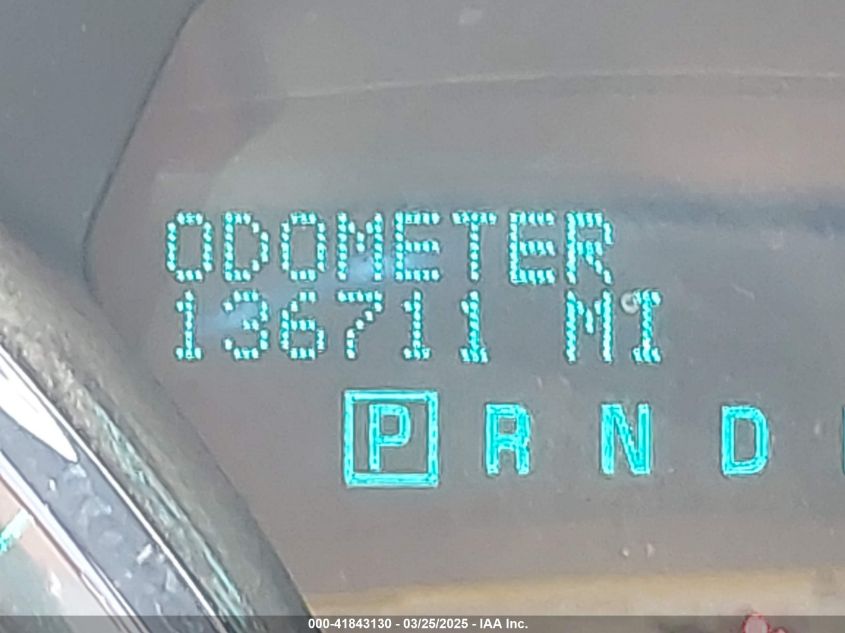 ODOMETER
136711 MI
P R N D
000-41843130 - 03/25/2025 - IAA Inc.